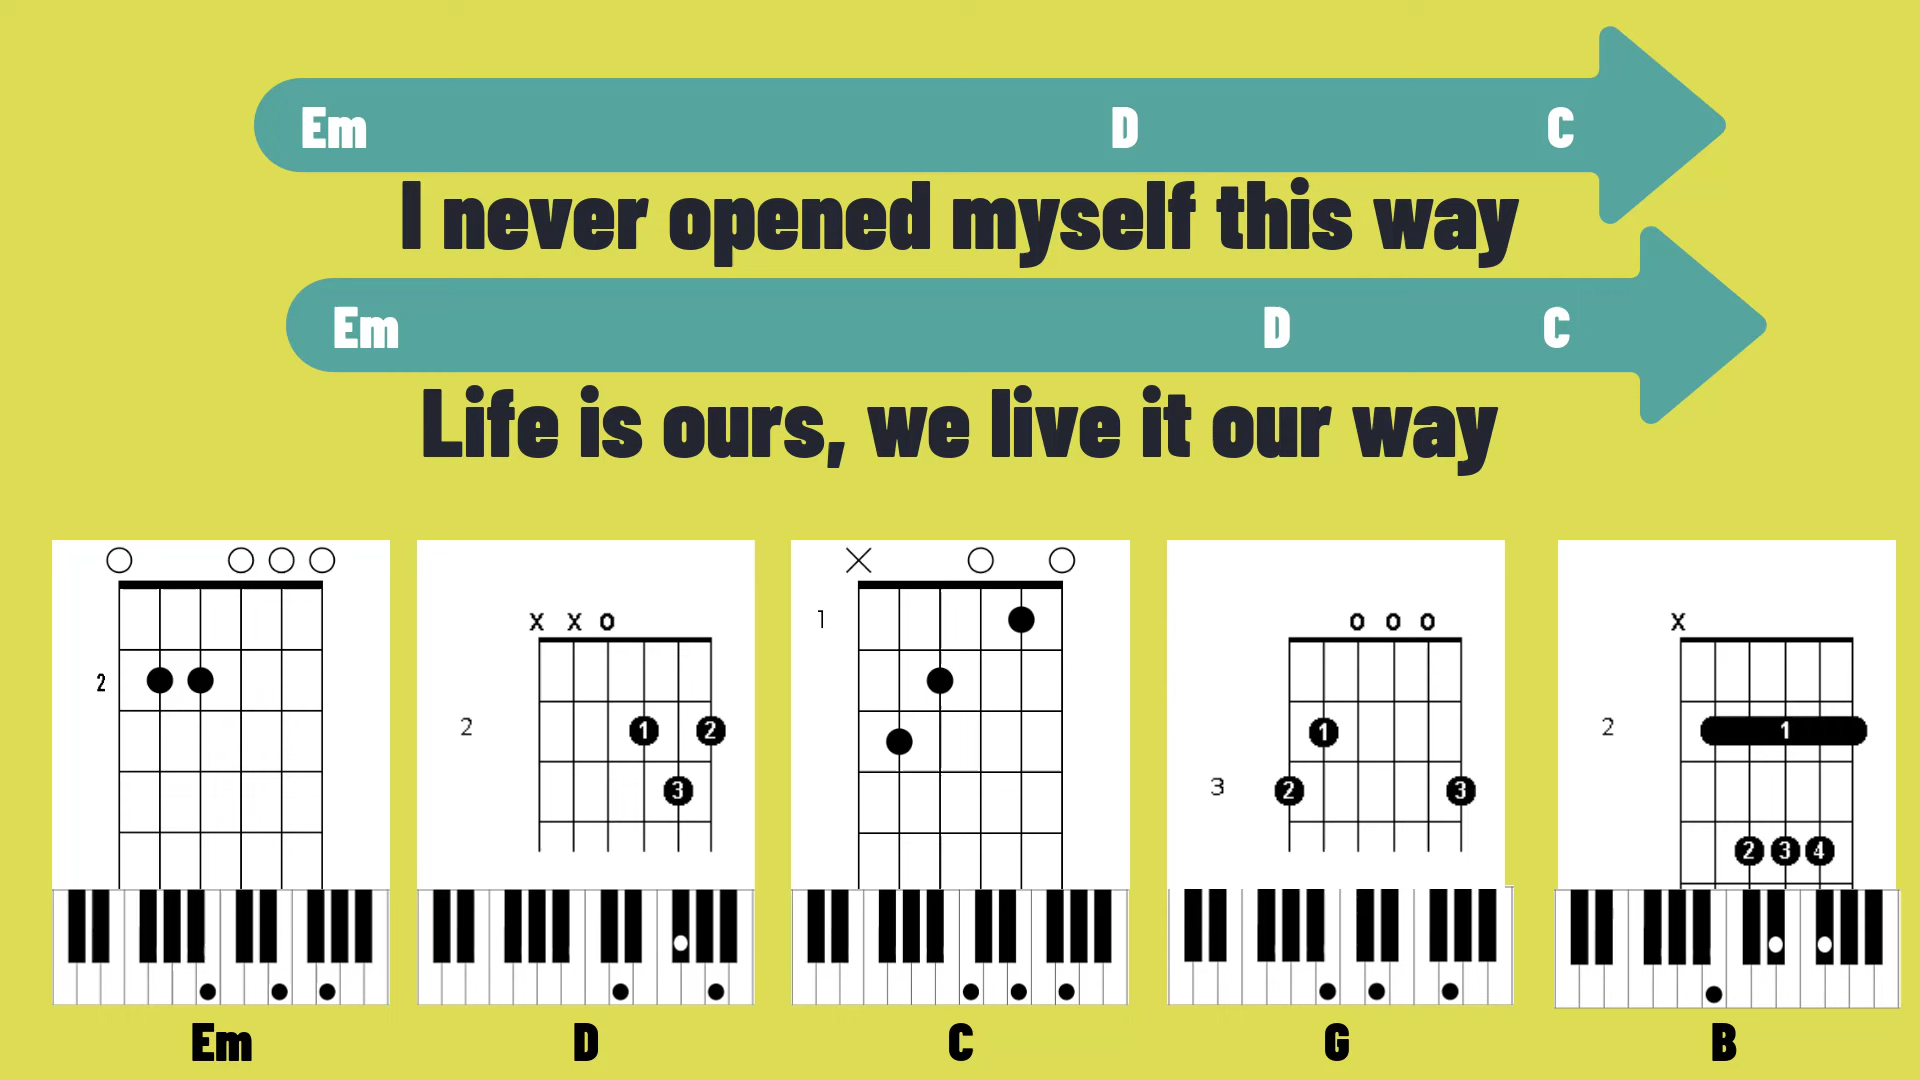 Em D C
I never opened myself this way
Em D C
Life is ours, we live it our way
2
X X O
2
1 2
3
1
O O O
3
1
2 3
X
2
1
2 3 4
Em D C G B